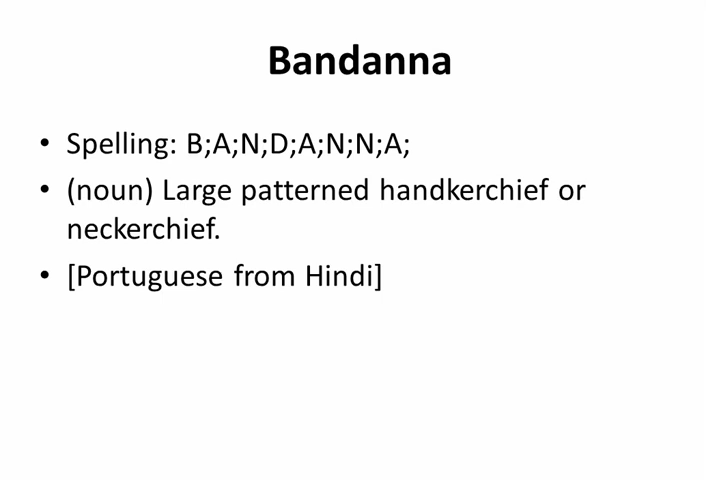 Bandanna
• Spelling: B;A;N;D;A;N;N;A;
• (noun) Large patterned handkerchief or
neckerchief.
• [Portuguese from Hindi]